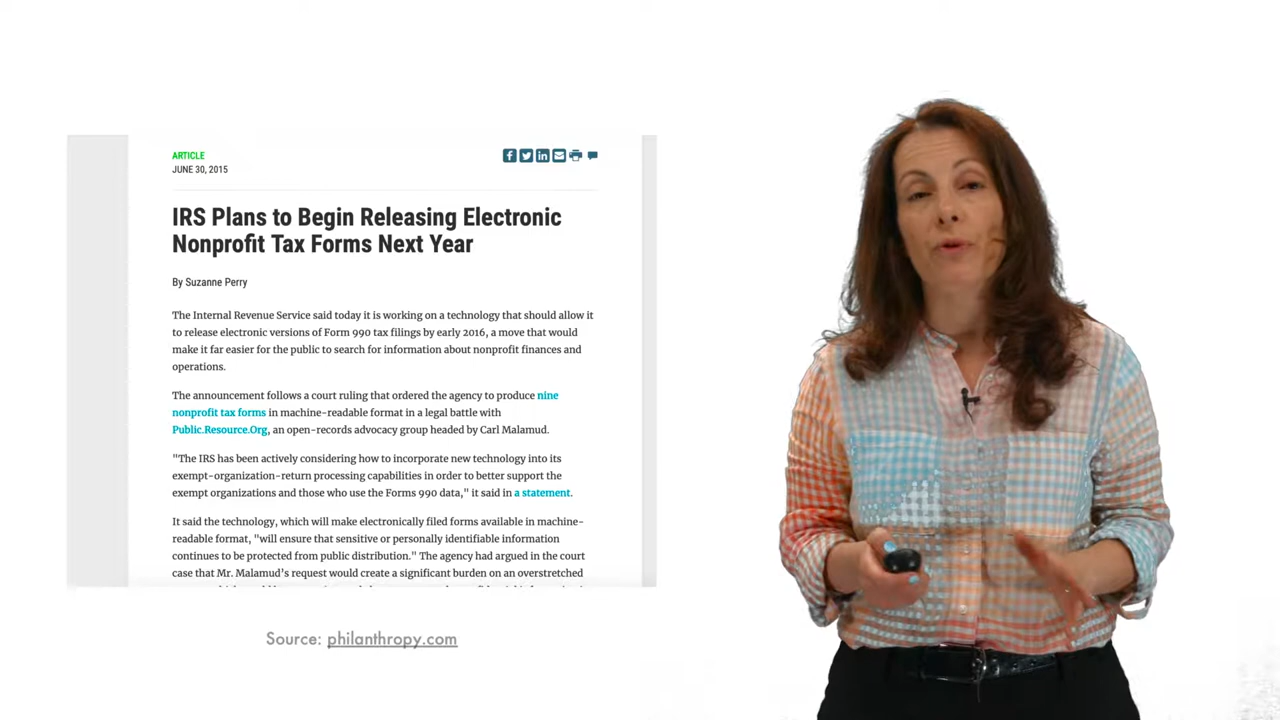 ARTICLE
JUNE 30, 2015
IRS Plans to Begin Releasing Electronic
Nonprofit Tax Forms Next Year
By Suzanne Perry
The Internal Revenue Service said today it is working on a technology that should allow it
to release electronic versions of Form 990 tax filings by early 2016, a move that would
make it far easier for the public to search for information about nonprofit finances and
operations.
The announcement follows a court ruling that ordered the agency to produce nine
nonprofit tax forms in machine-readable format in a legal battle with
Public.Resource.Org, an open-records advocacy group headed by Carl Malamud.
"The IRS has been actively considering how to incorporate new technology into its
exempt-organization-return processing capabilities in order to better support the
exempt organizations and those who use the Forms 990 data," it said in a statement.
It said the technology, which will make electronically filed forms available in machine-
readable format, "will ensure that sensitive or personally identifiable information
continues to be protected from public distribution." The agency had argued in the court
case that Mr. Malamud's request would create a significant burden on an overstretched
Source: philanthropy.com